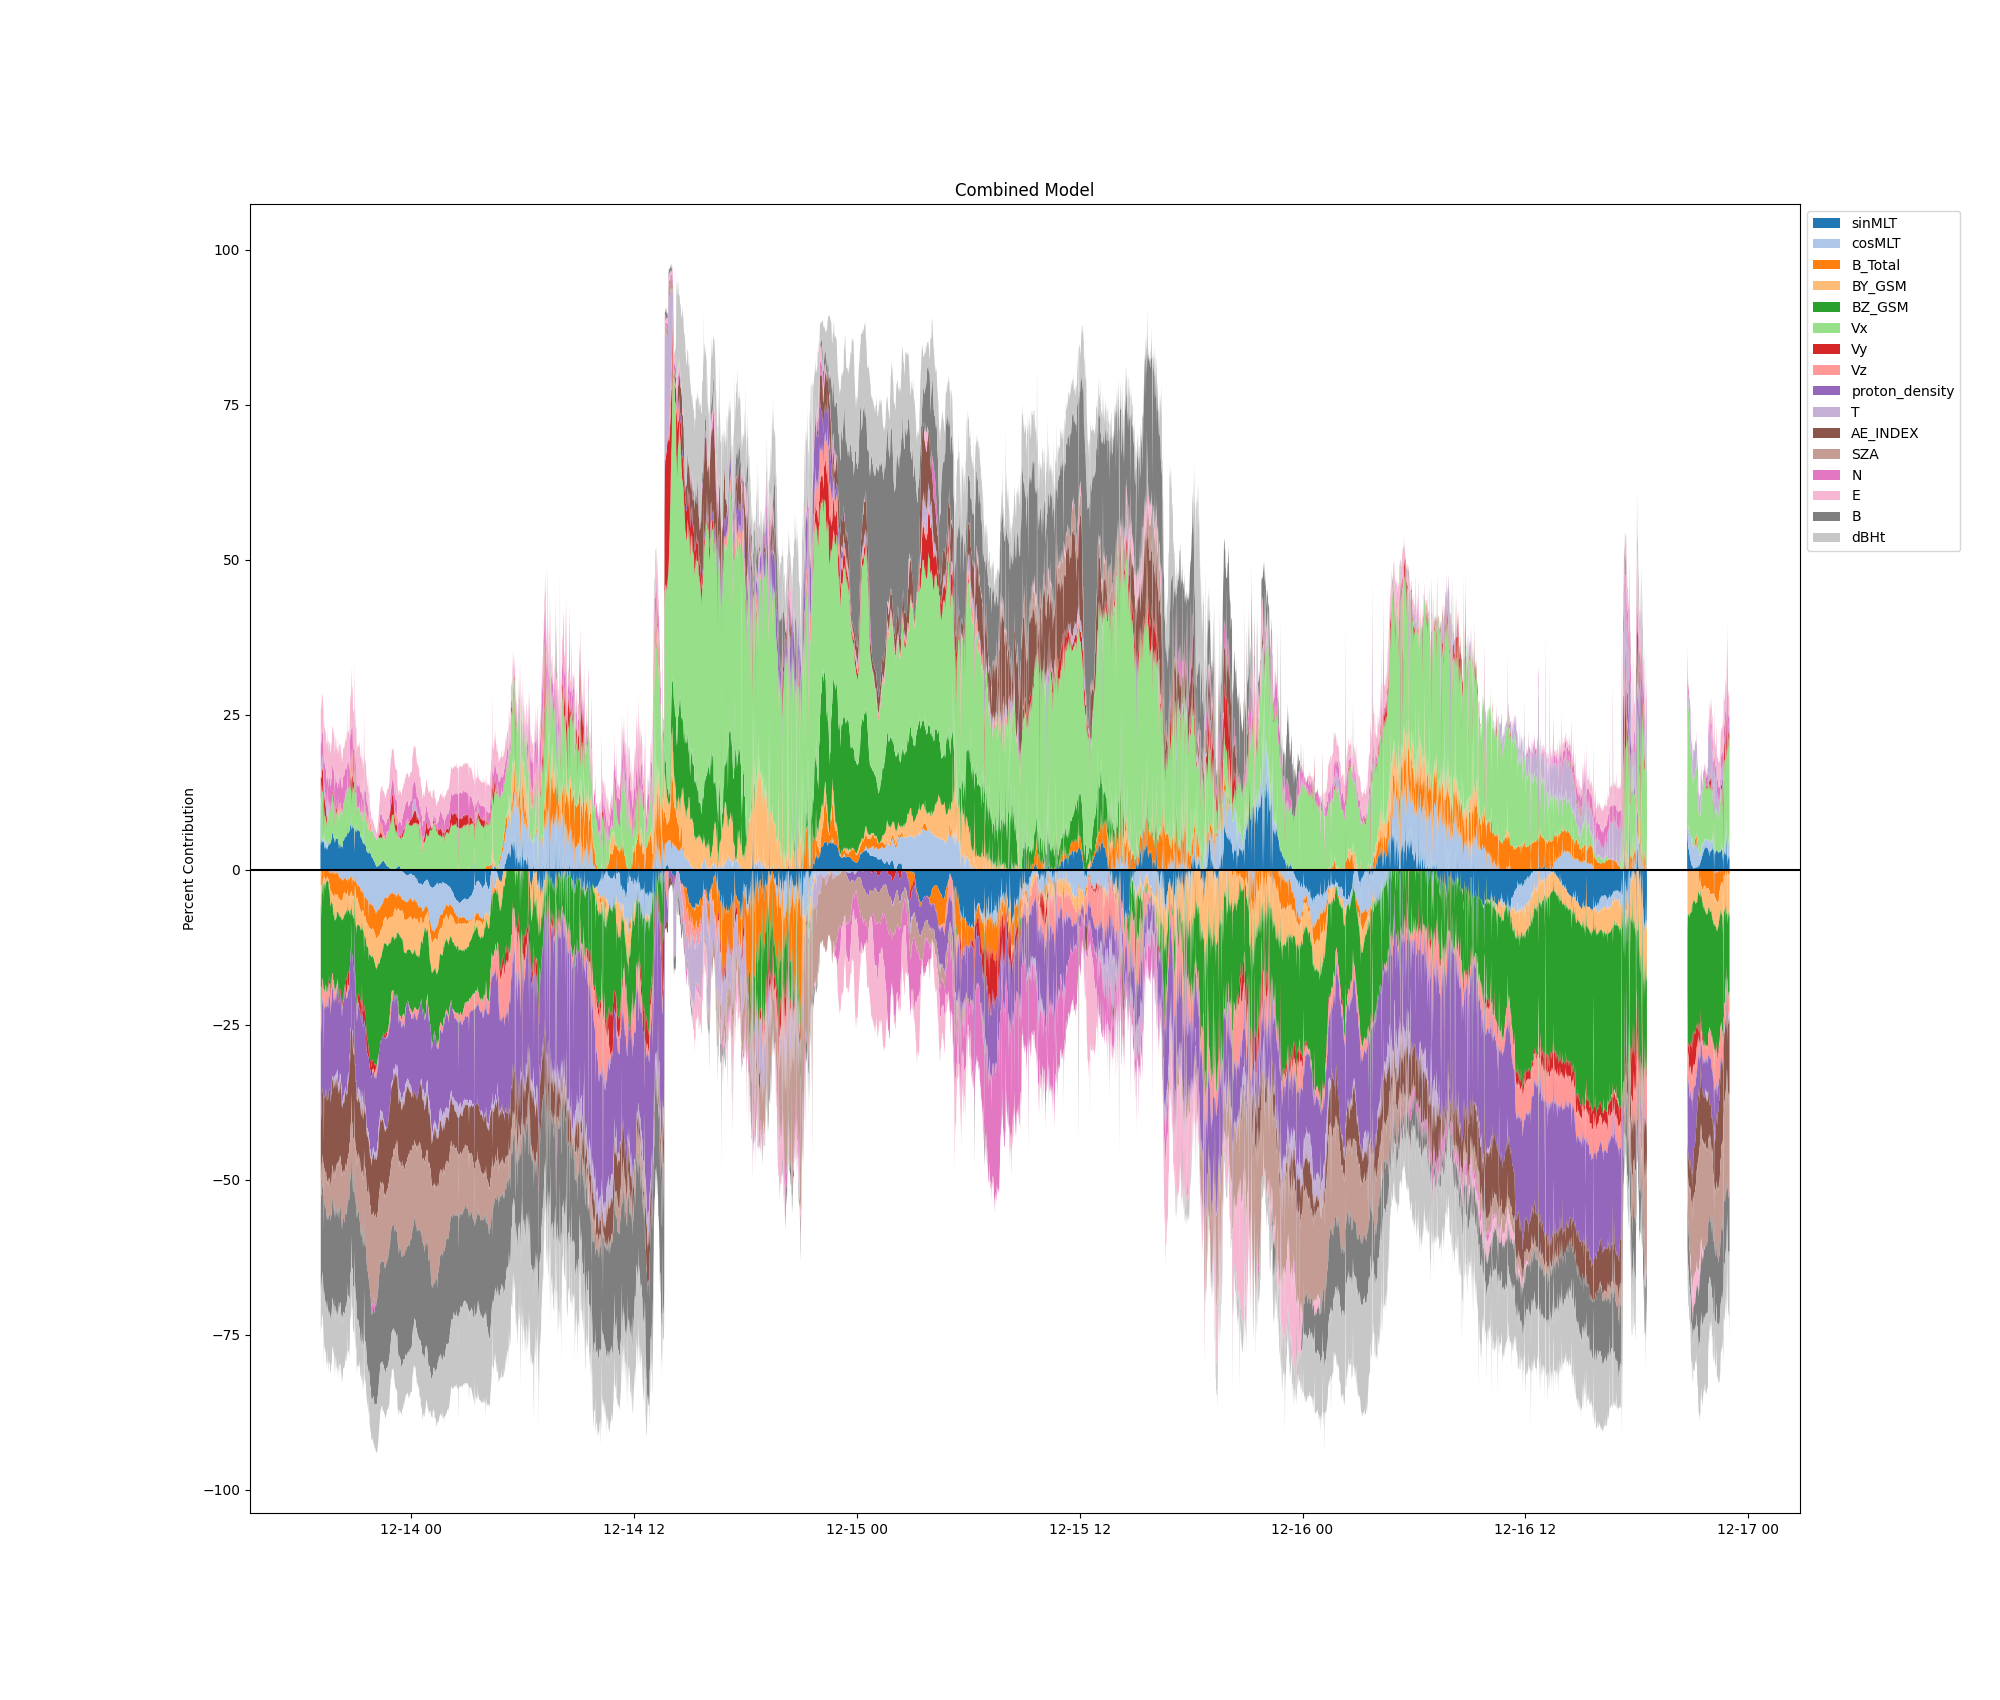 Combined Model
Percent Contribution
100
75
50
25
0
−25
−50
−75
−100
12-14 00
12-14 12
12-15 00
12-15 12
12-16 00
12-16 12
12-17 00
sinMLT
cosMLT
B_Total
BY_GSM
BZ_GSM
Vx
Vy
Vz
proton_density
T
AE_INDEX
SZA
N
E
B
dBHt